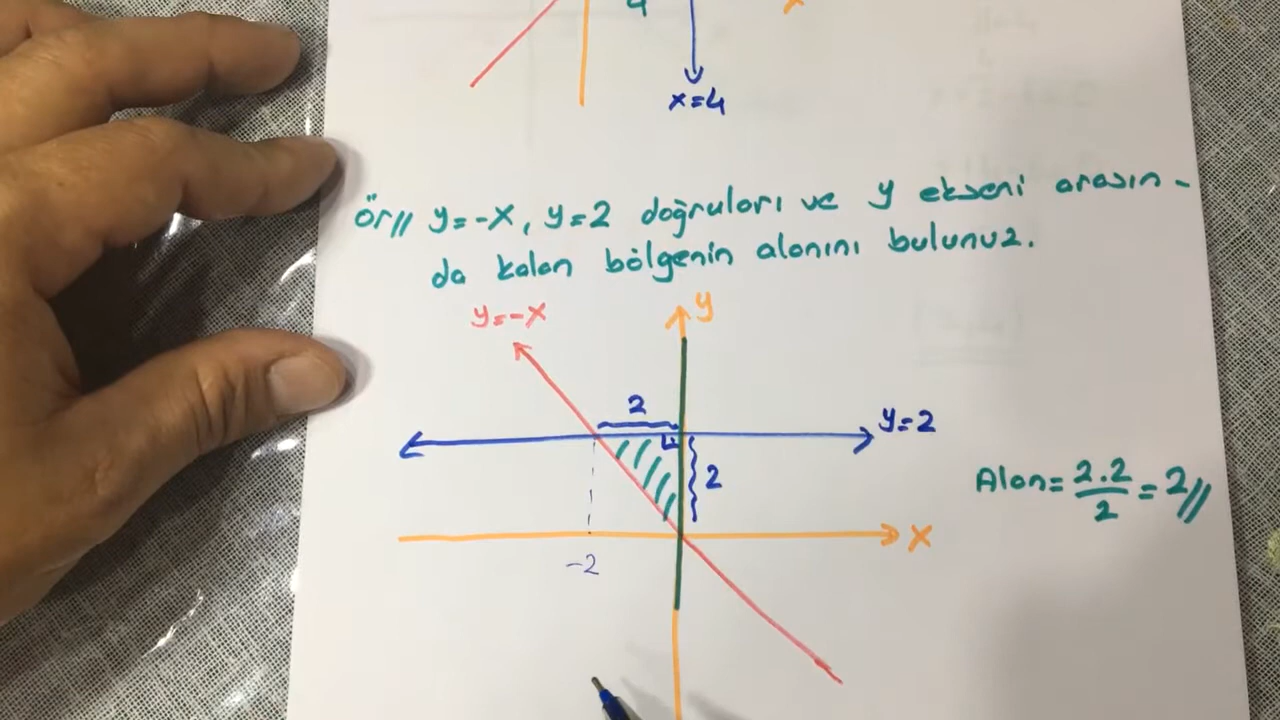 4
x
x=4
Ör// y=-x, y=2 doğruları ve y ekseni arasın-
da kalan bölgenin alanını bulunuz.
y=-x
y
2
y=2
2
Alan= 2.2/2 = 2//
x
-2